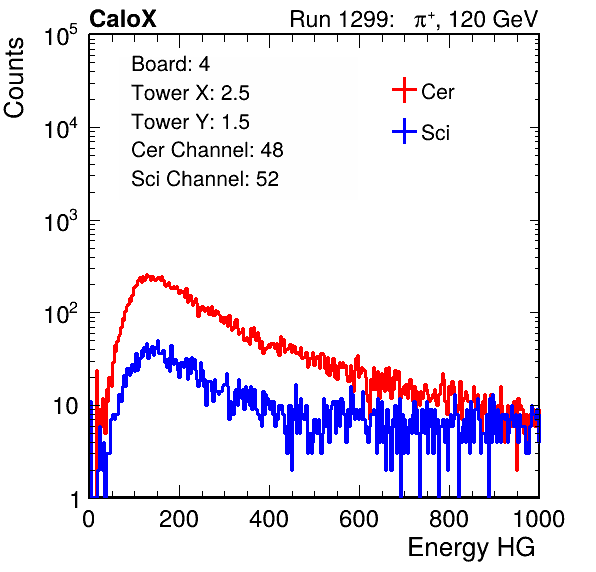 CaloX Run 1299: π⁺, 120 GeV
Counts
10⁵
10⁴
10³
10²
10
1
Board: 4
Tower X: 2.5
Tower Y: 1.5
Cer Channel: 48
Sci Channel: 52
Cer
Sci
0 200 400 600 800 1000
Energy HG